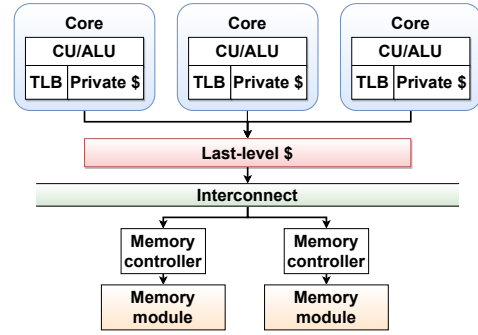 Core
Core
Core
CU/ALU
CU/ALU
CU/ALU
TLB Private $
TLB Private $
TLB Private $
Last-level $
Interconnect
Memory
controller
Memory
controller
Memory
module
Memory
module